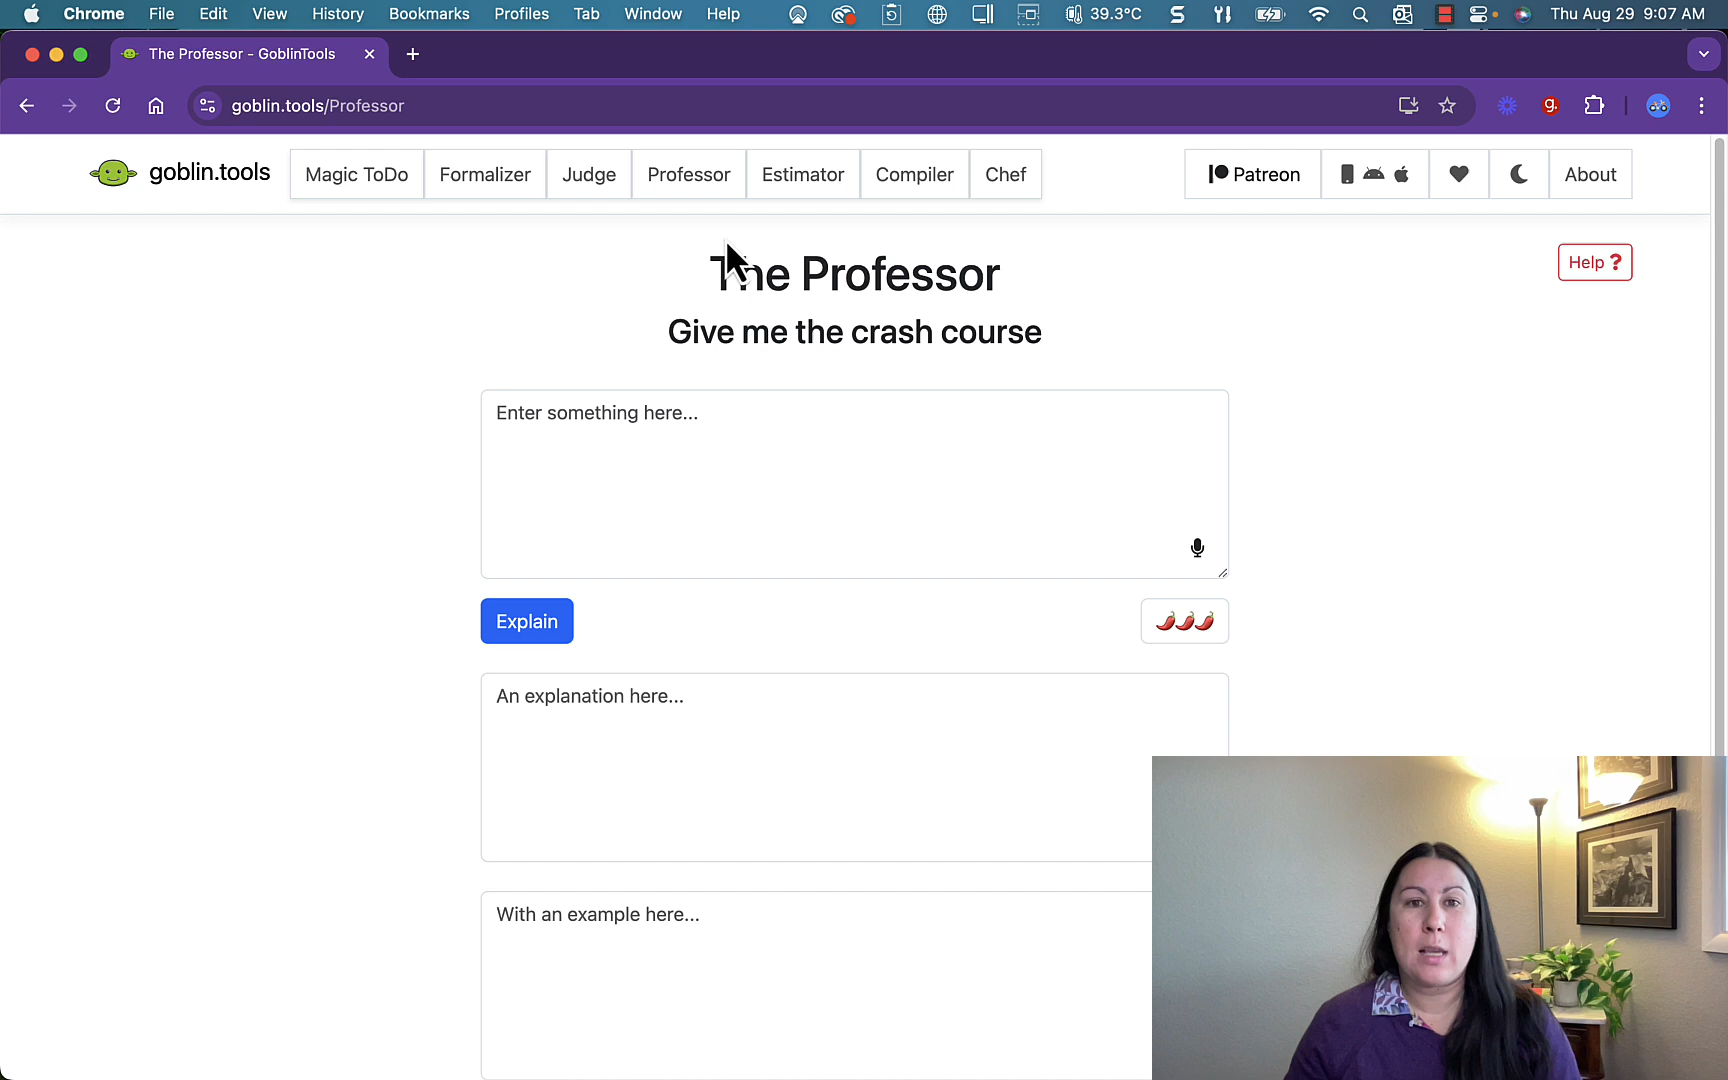 Chrome File Edit View History Bookmarks Profiles Tab Window Help 39.3°C Thu Aug 29 9:07 AM
The Professor - GoblinTools
goblin.tools/Professor
goblin.tools Magic ToDo Formalizer Judge Professor Estimator Compiler Chef Patreon About
The Professor
Help ?
Give me the crash course
Enter something here...
Explain
An explanation here...
With an example here...